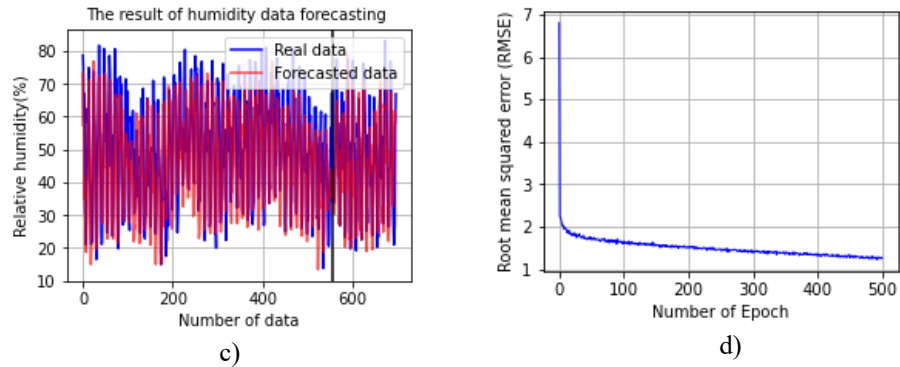 The result of humidity data forecasting
Relative humidity(%)
80
70
60
50
40
30
20
10
Real data
Forecasted data
0
200
400
600
Number of data
c)
Root mean squared error (RMSE)
7
6
5
4
3
2
1
0
100
200
300
400
500
Number of Epoch
d)